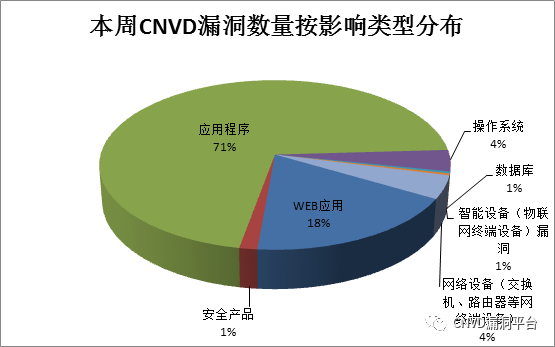 本周CNVD漏洞数量按影响类型分布
应用程序
71%
操作系统
4%
数据库
1%
智能设备（物联
网终端设备）漏
洞
1%
网络设备（交换
机、路由器等网
络端设备）
4%
WEB应用
18%
安全产品
1%
CNVD漏洞平台